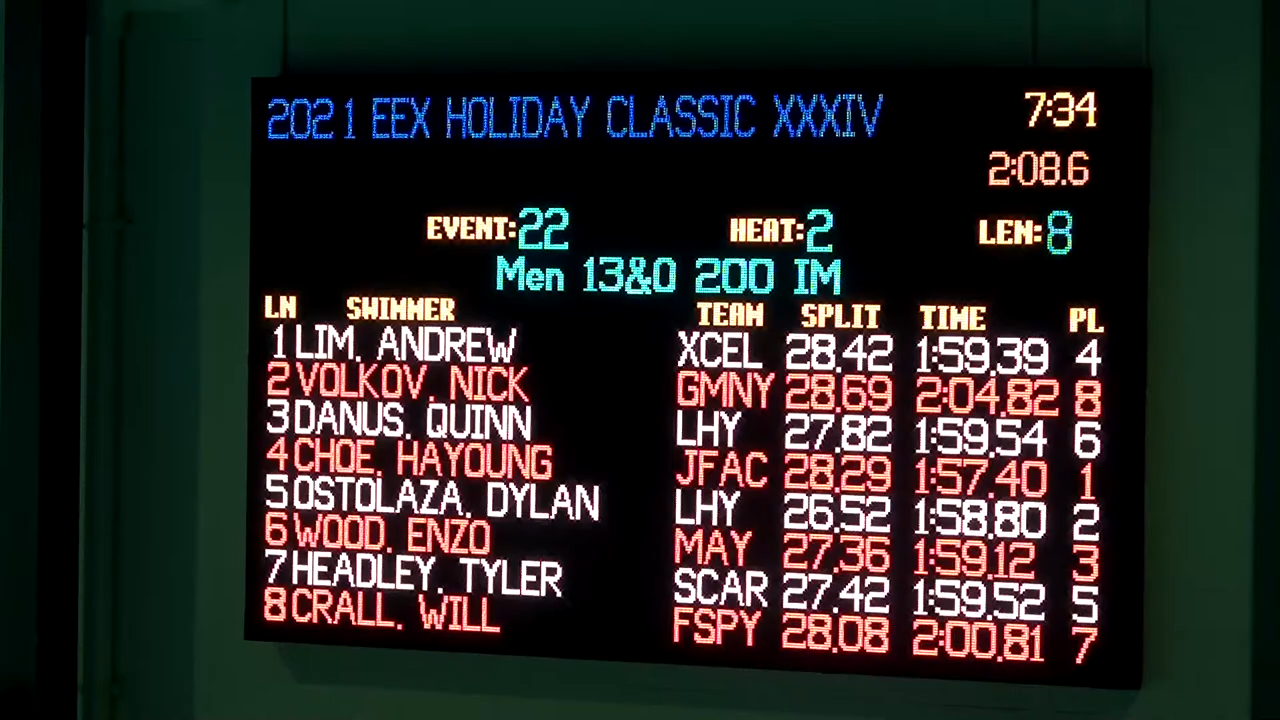 2021 EEX HOLIDAY CLASSIC XXXIV 7:34
2:08.6
EVENT:22 HEAT:2 LEN:8
Men 13&O 200 IM
LN SWIMMER TEAM SPLIT TIME PL
1 LIM, ANDREW XCEL 28.42 1:59.39 4
2 VOLKOV, NICK GMNY 28.69 2:04.82 8
3 DANUS, QUINN LHY 27.82 1:59.54 6
4 CHOE, HAYOUNG JFAC 28.29 1:57.40 1
5 OSTOLAZA, DYLAN LHY 26.52 1:58.80 2
6 WOOD, ENZO MAY 27.36 1:59.12 3
7 HEADLEY, TYLER SCAR 27.42 1:59.52 5
8 CRALL, WILL FSPY 28.08 2:00.81 7